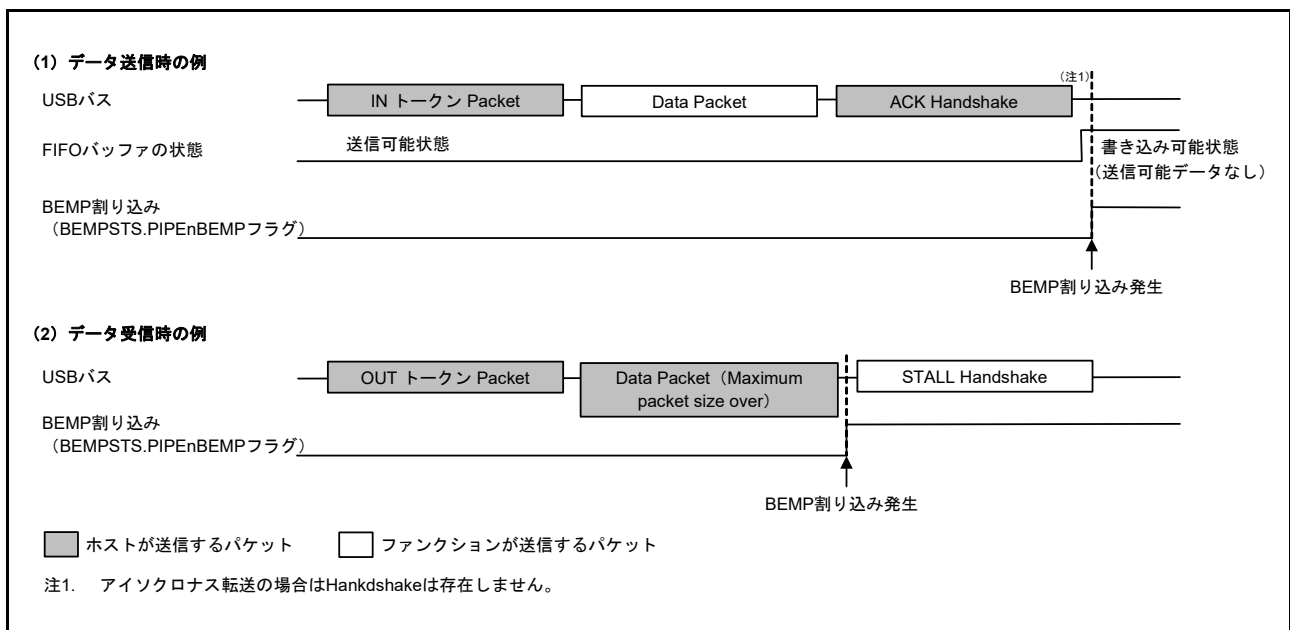 (1) データ送信時の例
(注1)
USBバス
IN トークン Packet
Data Packet
ACK Handshake
FIFOバッファの状態
送信可能状態
書き込み可能状態
（送信可能データなし）
BEMP割り込み
（BEMPSTS.PIPEnBEMPフラグ）
BEMP割り込み発生
(2) データ受信時の例
USBバス
OUT トークン Packet
Data Packet（Maximum
packet size over）
STALL Handshake
BEMP割り込み
（BEMPSTS.PIPEnBEMPフラグ）
BEMP割り込み発生
ホストが送信するパケット
ファンクションが送信するパケット
注1. アイソクロナス転送の場合はHankdshakeは存在しません。